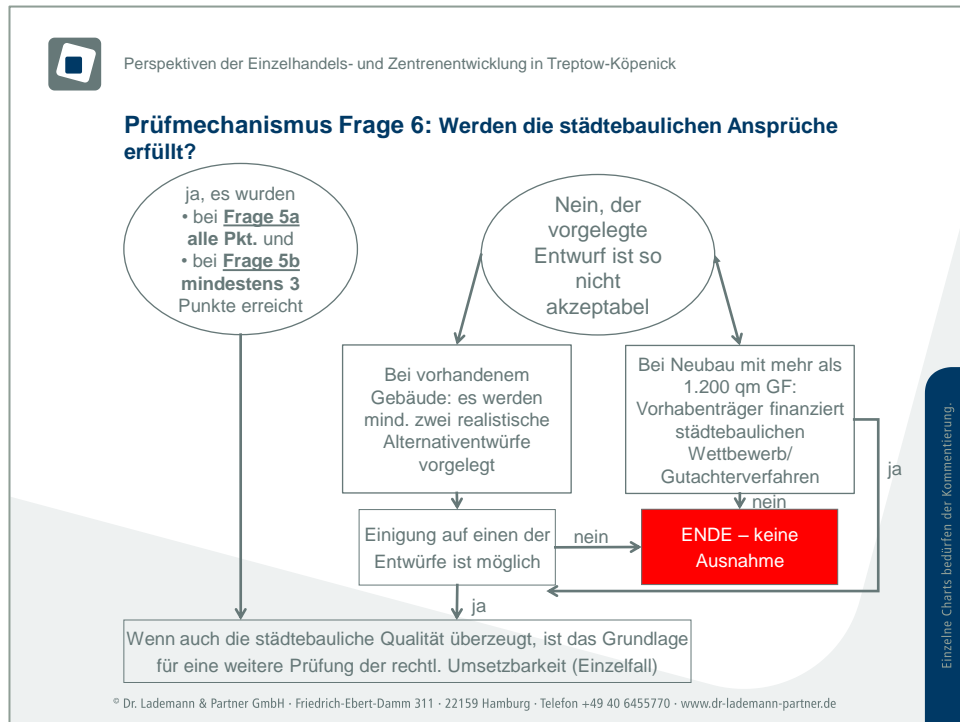 Perspektiven der Einzelhandels- und Zentrenentwicklung in Treptow-Köpenick
Prüfmechanismus Frage 6: Werden die städtebaulichen Ansprüche
erfüllt?
ja, es wurden
• bei Frage 5a
alle Pkt. und
• bei Frage 5b
mindestens 3
Punkte erreicht
Nein, der
vorgelegte
Entwurf ist so
nicht
akzeptabel
Bei vorhandenem
Gebäude: es werden
mind. zwei realistische
Alternativentwürfe
vorgelegt
Bei Neubau mit mehr als
1.200 qm GF:
Vorhabenträger finanziert
städtebaulichen
Wettbewerb/
Gutachterverfahren
ja
nein
Einigung auf einen der
Entwürfe ist möglich
nein
ENDE – keine
Ausnahme
ja
Wenn auch die städtebauliche Qualität überzeugt, ist das Grundlage
für eine weitere Prüfung der rechtl. Umsetzbarkeit (Einzelfall)
Einzelne Charts bedürfen der Kommentierung.
© Dr. Lademann & Partner GmbH · Friedrich-Ebert-Damm 311 · 22159 Hamburg · Telefon +49 40 6455770 · www.dr-lademann-partner.de